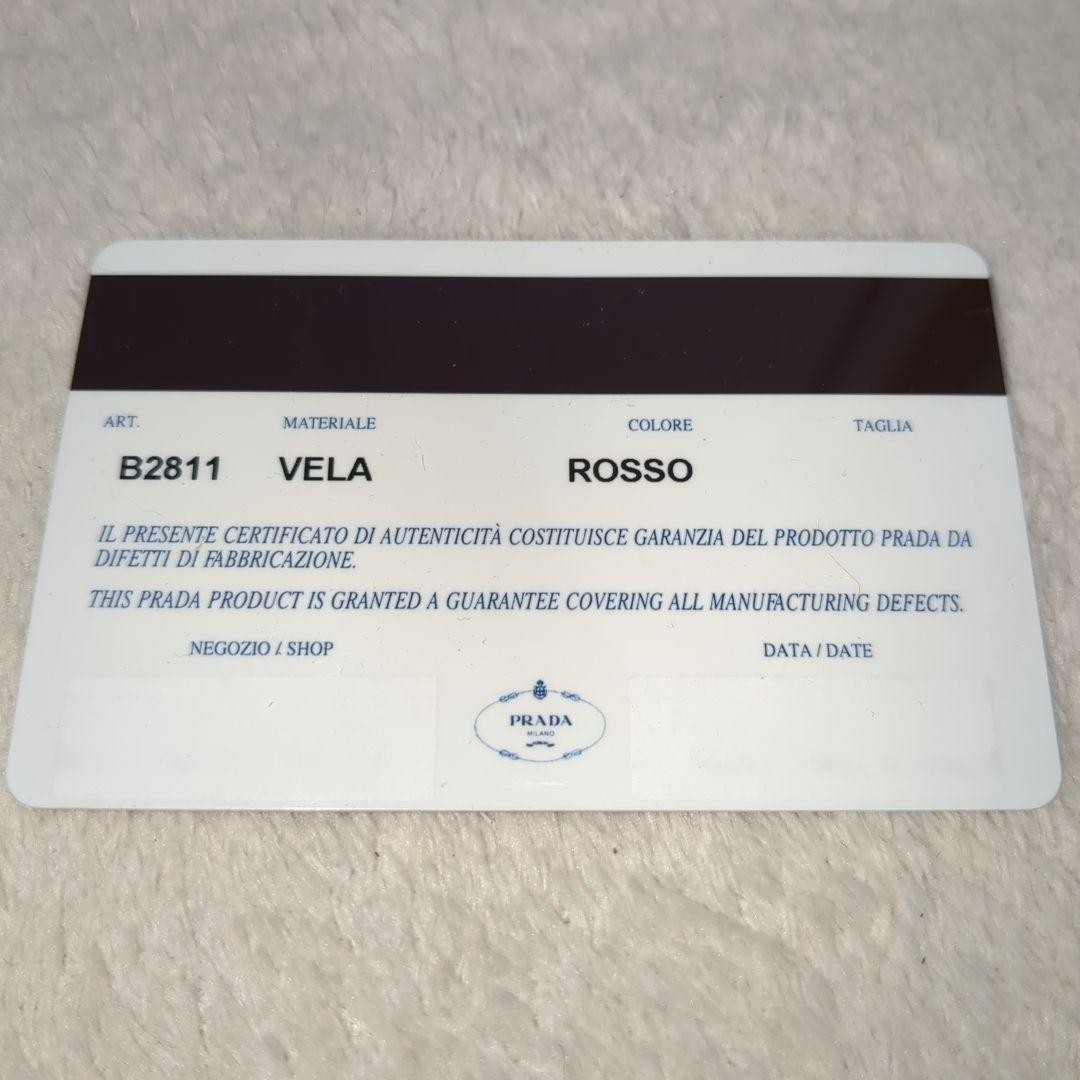 ART. MATERIALE COLORE TAGLIA
B2811 VELA ROSSO
IL PRESENTE CERTIFICATO DI AUTENTICITÀ COSTITUISCE GARANZIA DEL PRODOTTO PRADA DA
DIFETTI DI FABBRICAZIONE.
THIS PRADA PRODUCT IS GRANTED A GUARANTEE COVERING ALL MANUFACTURING DEFECTS.
NEGOZIO / SHOP DATA / DATE
PRADA
MILANO